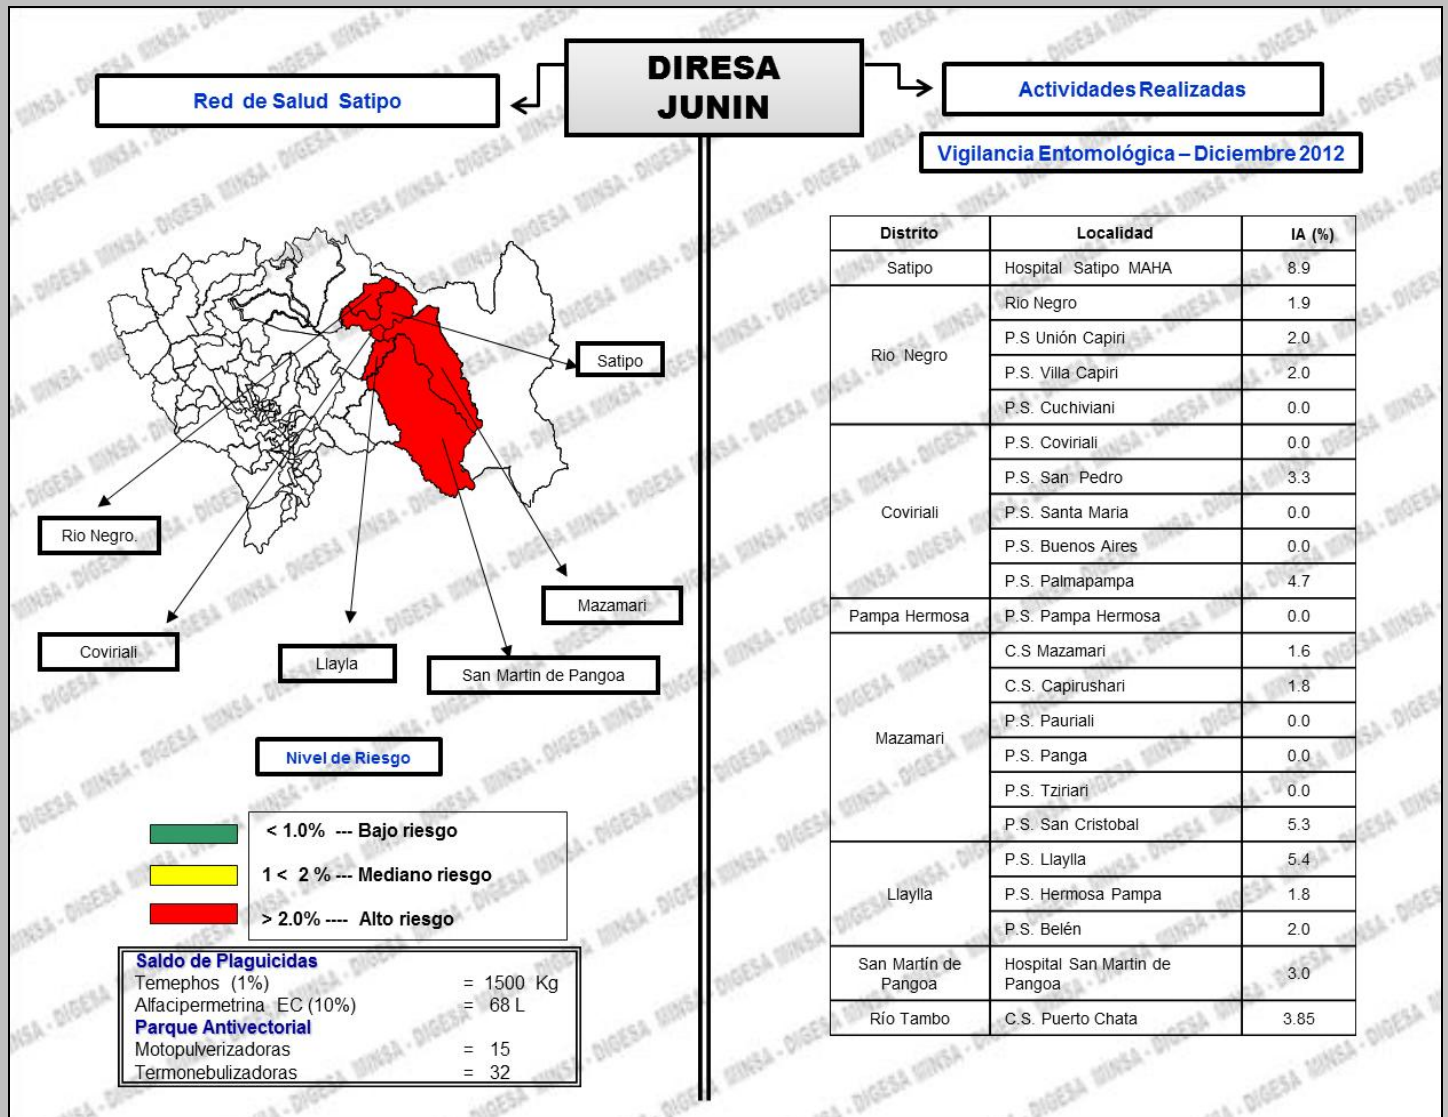 DIRESA
JUNIN
Red de Salud Satipo
Actividades Realizadas
Vigilancia Entomológica – Diciembre 2012
Satipo
Rio Negro.
Mazamari
Coviriali
Llayla
San Martin de Pangoa
Nivel de Riesgo
< 1.0% --- Bajo riesgo
1 < 2 % --- Mediano riesgo
> 2.0% ---- Alto riesgo
Saldo de Plaguicidas
Temephos (1%) = 1500 Kg
Alfacipermetrina EC (10%) = 68 L
Parque Antivectorial
Motopulverizadoras = 15
Termonebulizadoras = 32
Distrito Localidad IA (%)
Satipo Hospital Satipo MAHA 8.9
Rio Negro Rio Negro 1.9
P.S Unión Capiri 2.0
P.S. Villa Capiri 2.0
P.S. Cuchiviani 0.0
Coviriali P.S. Coviriali 0.0
P.S. San Pedro 3.3
P.S. Santa Maria 0.0
P.S. Buenos Aires 0.0
P.S. Palmapampa 4.7
Pampa Hermosa P.S. Pampa Hermosa 0.0
Mazamari C.S Mazamari 1.6
C.S. Capirushari 1.8
P.S. Pauriali 0.0
P.S. Panga 0.0
P.S. Tziriari 0.0
P.S. San Cristobal 5.3
Llaylla P.S. Llaylla 5.4
P.S. Hermosa Pampa 1.8
P.S. Belén 2.0
San Martín de Pangoa Hospital San Martin de Pangoa 3.0
Río Tambo C.S. Puerto Chata 3.85
MINSA - DIGESA MINSA - DIGESA MINSA - DIGESA